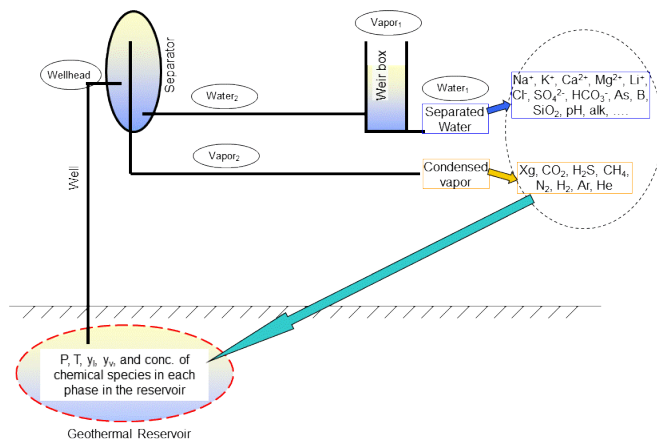 Vapor₁
Wellhead
Separator
Weir box
Water₂
Water₁
Separated
Water
Na⁺, K⁺, Ca²⁺, Mg²⁺, Li⁺,
Cl⁻, SO₄²⁻, HCO₃⁻, As, B,
SiO₂, pH, alk, ....
Vapor₂
Condensed
vapor
Xg, CO₂, H₂S, CH₄,
N₂, H₂, Ar, He
Well
P, T, yₗ, yᵥ, and conc. of
chemical species in each
phase in the reservoir
Geothermal Reservoir